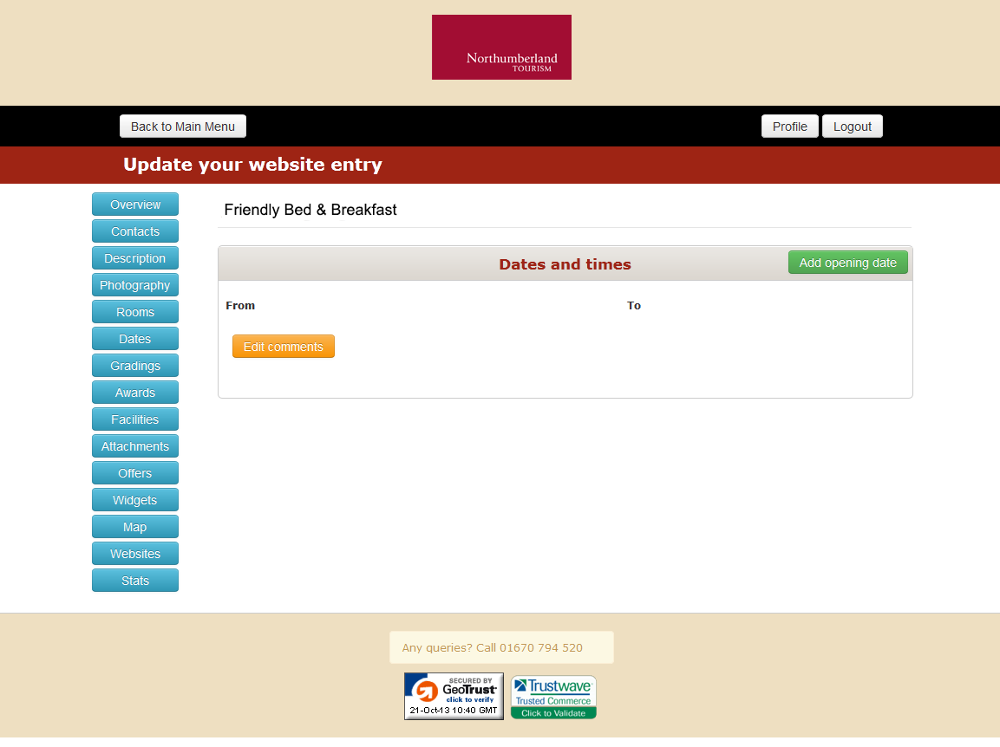 Northumberland
TOURISM
Back to Main Menu
Profile
Logout
Update your website entry
Overview
Contacts
Description
Photography
Rooms
Dates
Gradings
Awards
Facilities
Attachments
Offers
Widgets
Map
Websites
Stats
Friendly Bed & Breakfast
Dates and times
Add opening date
From
To
Edit comments
Any queries? Call 01670 794 520
SECURED BY
GeoTrust
click to verify
21-Oct-13 10:40 GMT
Trustwave
Trusted Commerce
Click to Validate